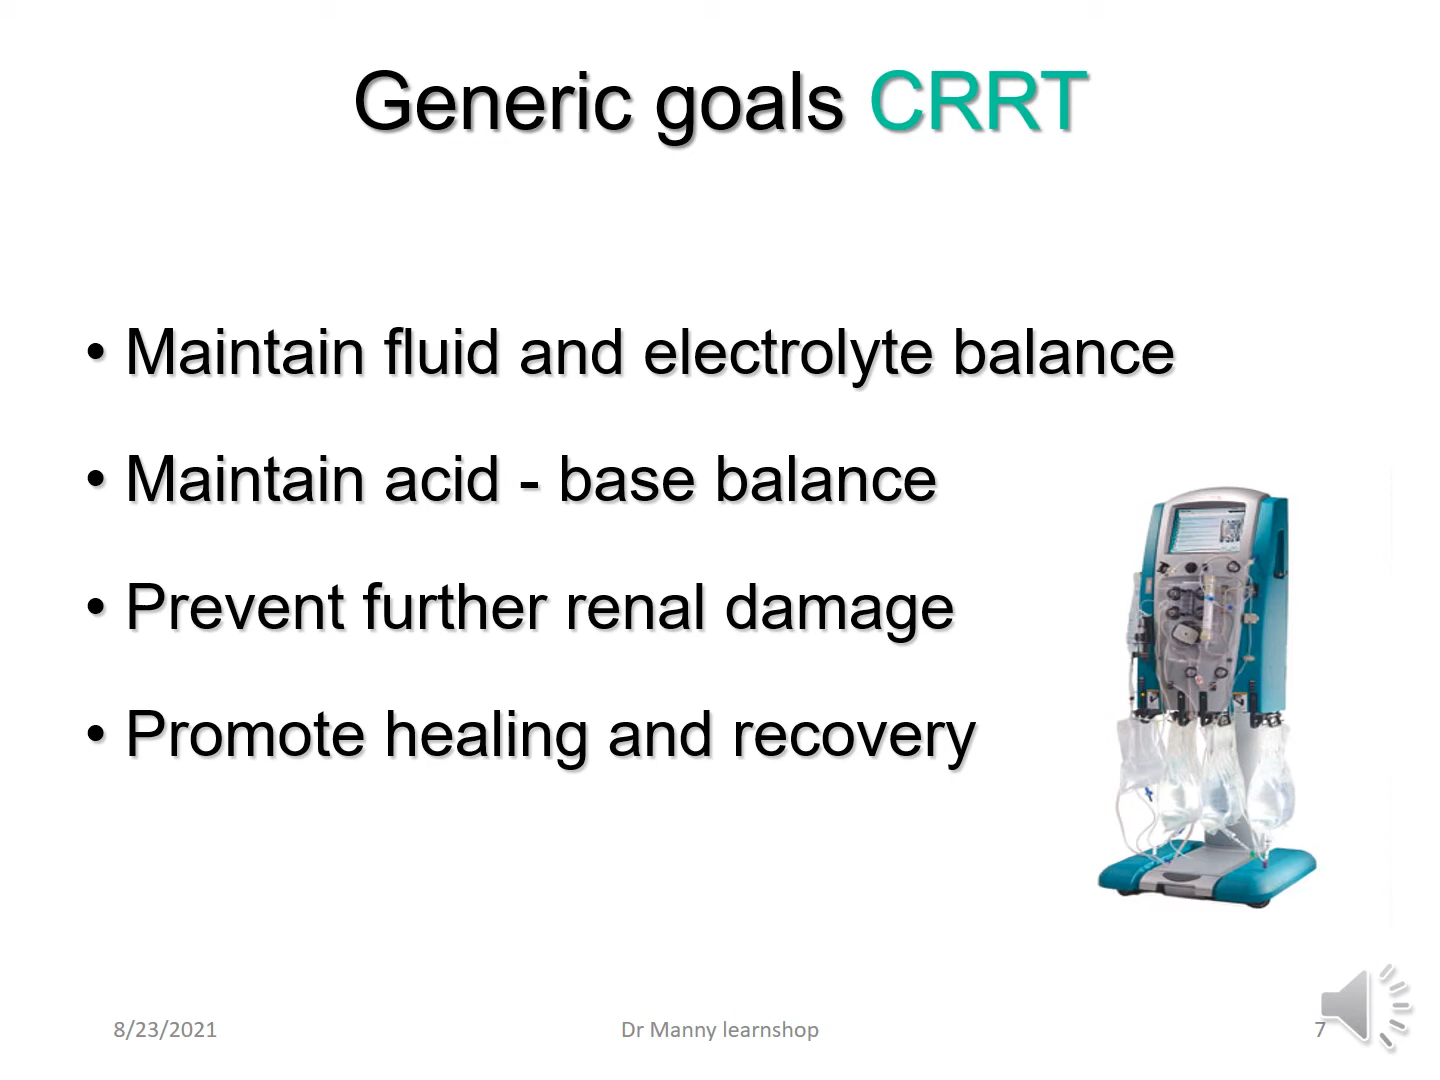 Generic goals CRRT
• Maintain fluid and electrolyte balance
• Maintain acid - base balance
• Prevent further renal damage
• Promote healing and recovery
8/23/2021
Dr Manny learnshop
7